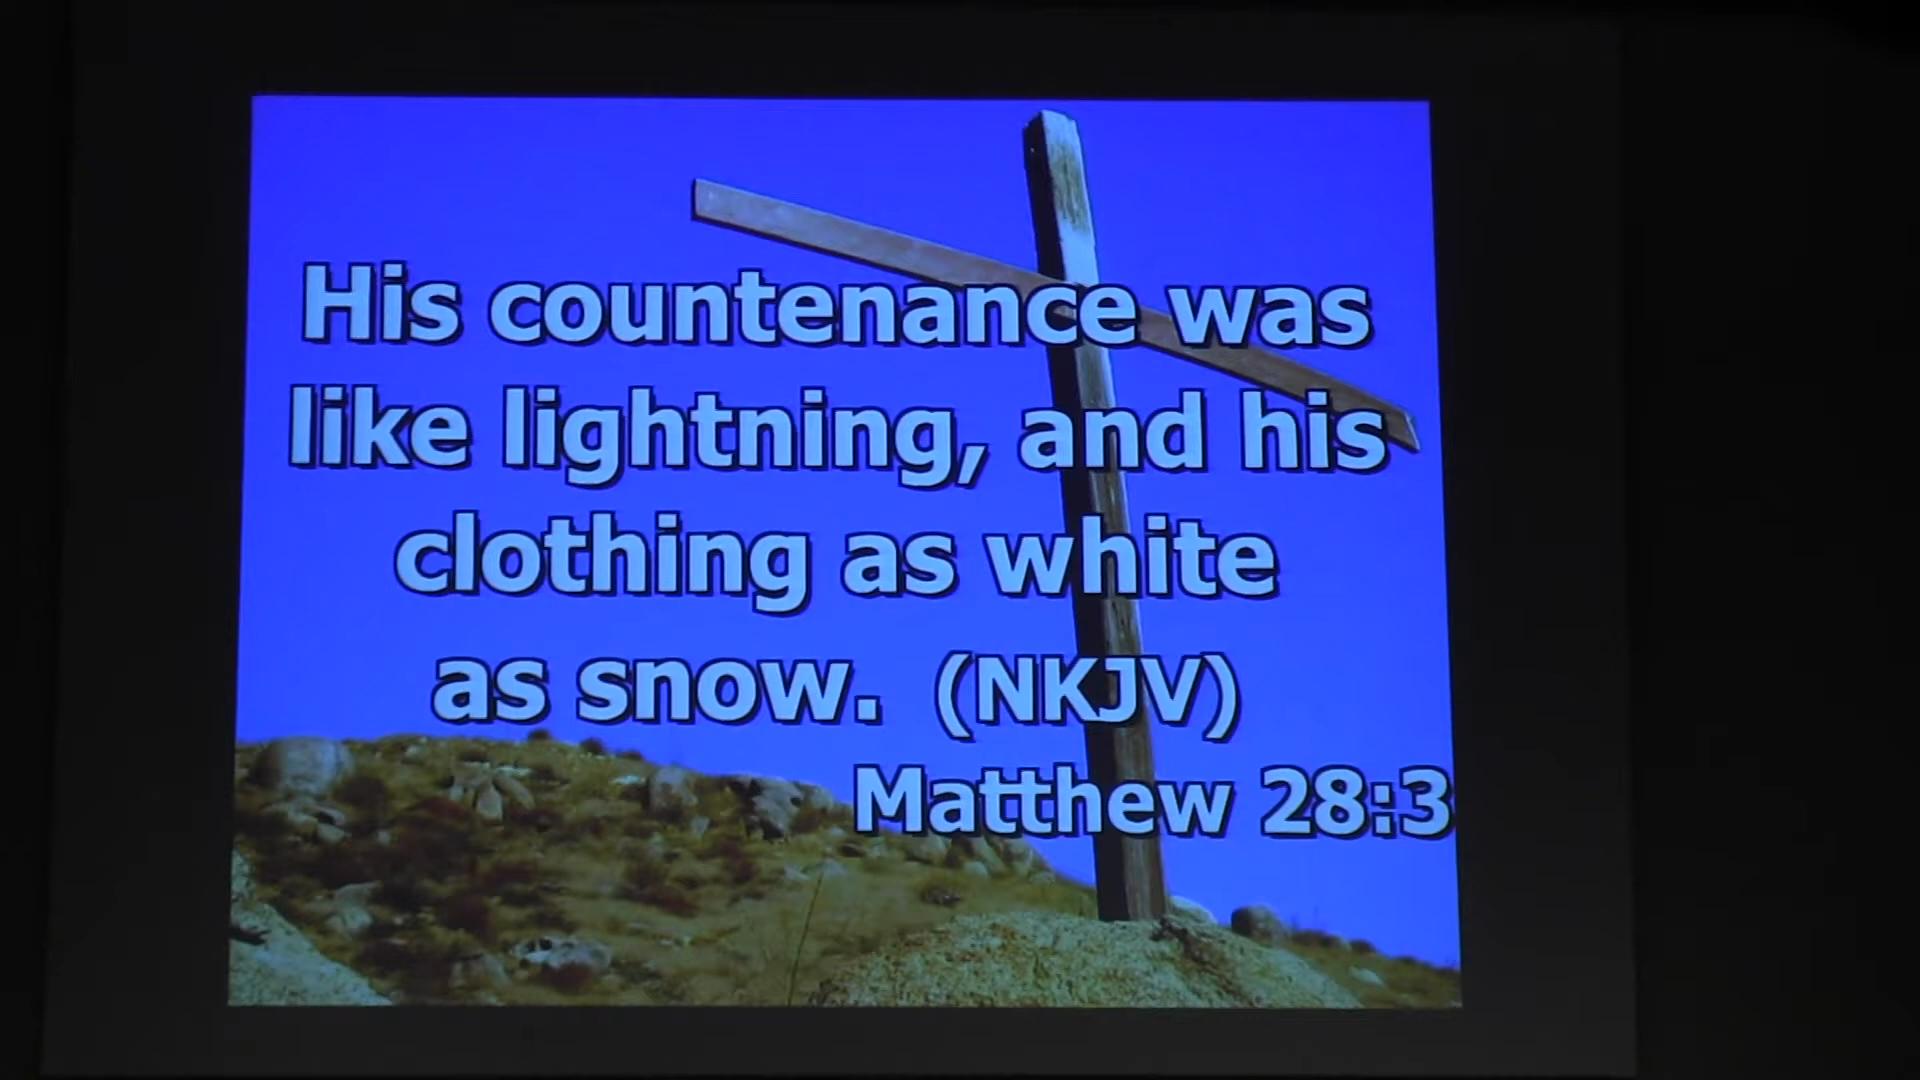 His countenance was
like lightning, and his
clothing as white
as snow. (NKJV)
Matthew 28:3